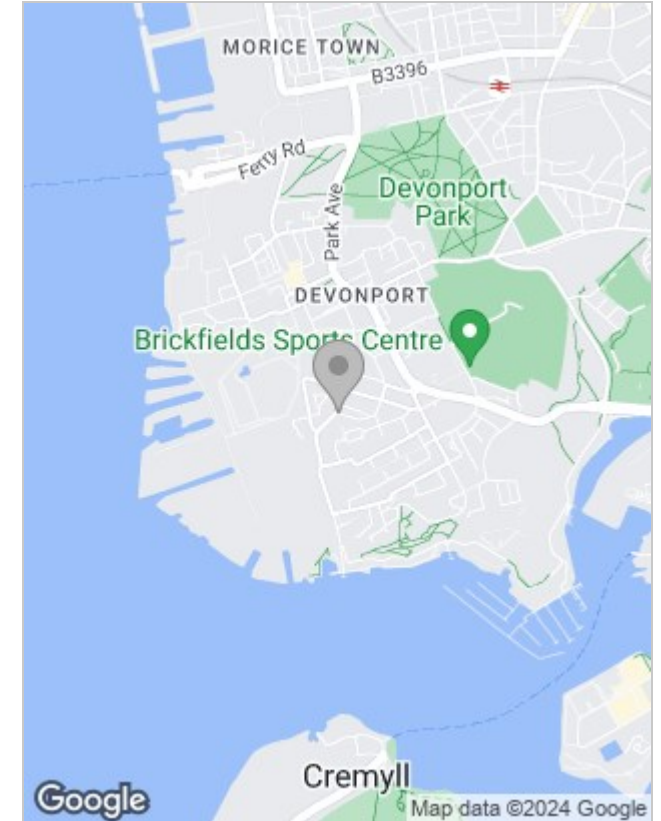 MORICE TOWN
B3396
Ferry Rd
Devonport
Park
Park Ave
DEVONPORT
Brickfields Sports Centre
Cremyll
Google
Map data ©2024 Google